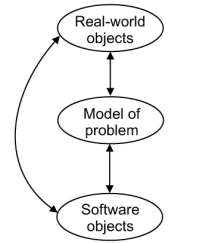 Real-world
objects
Model of
problem
Software
objects